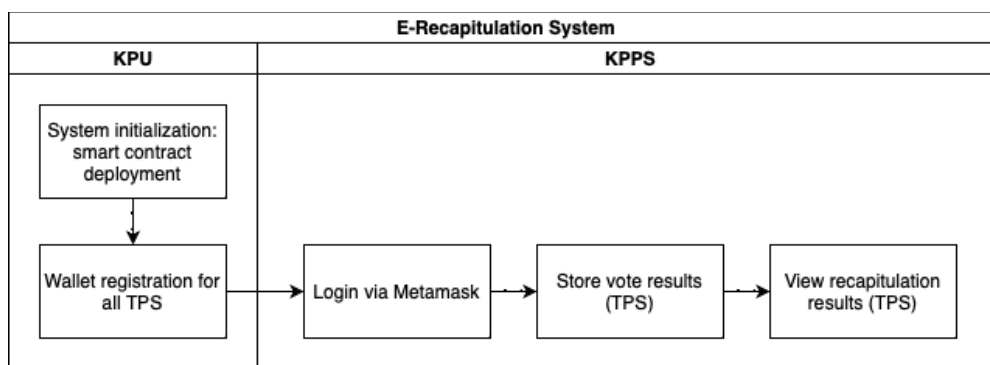 E-Recapitulation System
KPU
KPPS
System initialization:
smart contract
deployment
Wallet registration for
all TPS
Login via Metamask
Store vote results
(TPS)
View recapitulation
results (TPS)